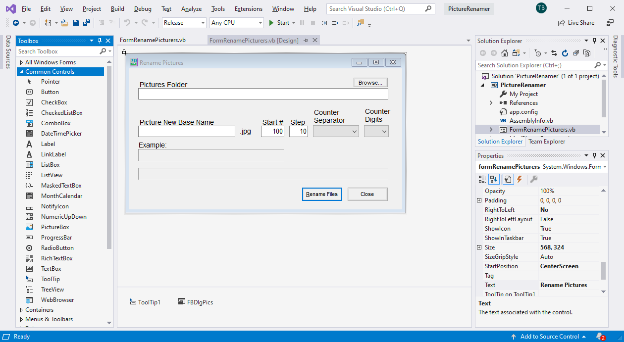 File Edit View Project Build Debug Test Analyze Tools Extensions Window Help Search Visual Studio (Ctrl+Q) PictureRenamer TS
Release Any CPU Start Live Share
Data Sources
Toolbox
Search Toolbox
All Windows Forms
Common Controls
Pointer
Button
CheckBox
CheckedListBox
ComboBox
DateTimePicker
Label
LinkLabel
ListBox
ListView
MaskedTextBox
MonthCalendar
NotifyIcon
NumericUpDown
PictureBox
ProgressBar
RadioButton
RichTextBox
TextBox
ToolTip
TreeView
WebBrowser
Containers
Menus & Toolbars
FormRenamePictures.vb FormRenamePictures.vb [Design]
Rename Pictures
Pictures Folder Browse...
Picture New Base Name Start # Step Counter Separator Counter Digits
.jpg 100 10
Example:
Rename Files Close
ToolTip1 FBDigPics
Solution Explorer
Search Solution Explorer (Ctrl+;)
Solution 'PictureRenamer' (1 of 1 project)
PictureRenamer
My Project
References
app.config
AssemblyInfo.vb
FormRenamePictures.vb
Solution Explorer Team Explorer
Properties
formRenamePictures System.Windows.Form
Opacity 100%
Padding 0, 0, 0, 0
RightToLeft No
RightToLeftLayout False
ShowIcon True
ShowInTaskbar True
Size 568, 324
SizeGripStyle Auto
StartPosition CenterScreen
Tag
Text Rename Pictures
ToolTip on ToolTip1
Text
The text associated with the control.
Diagnostic Tools
Ready Add to Source Control 2